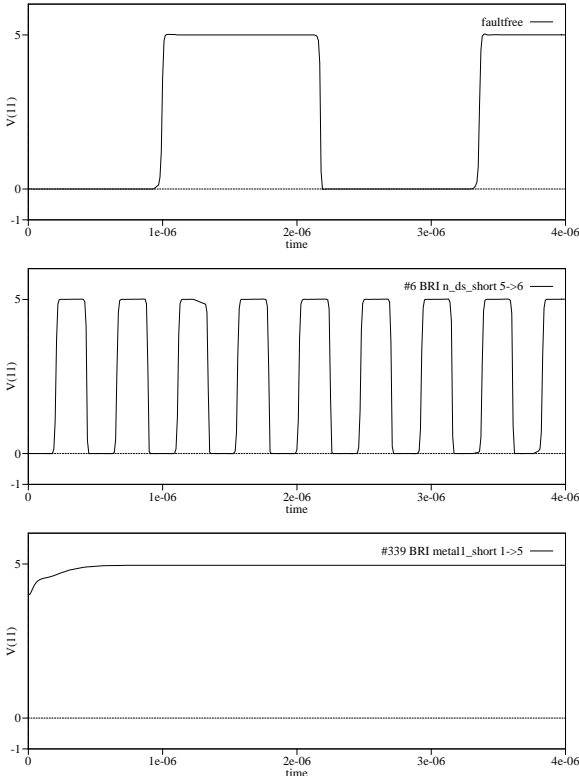 faultfree
5
V(11)
0
-1
0 1e-06 2e-06 3e-06 4e-06
time
#6 BRI n_ds_short 5->6
5
V(11)
0
-1
0 1e-06 2e-06 3e-06 4e-06
time
#339 BRI metal1_short 1->5
5
V(11)
0
-1
0 1e-06 2e-06 3e-06 4e-06
time